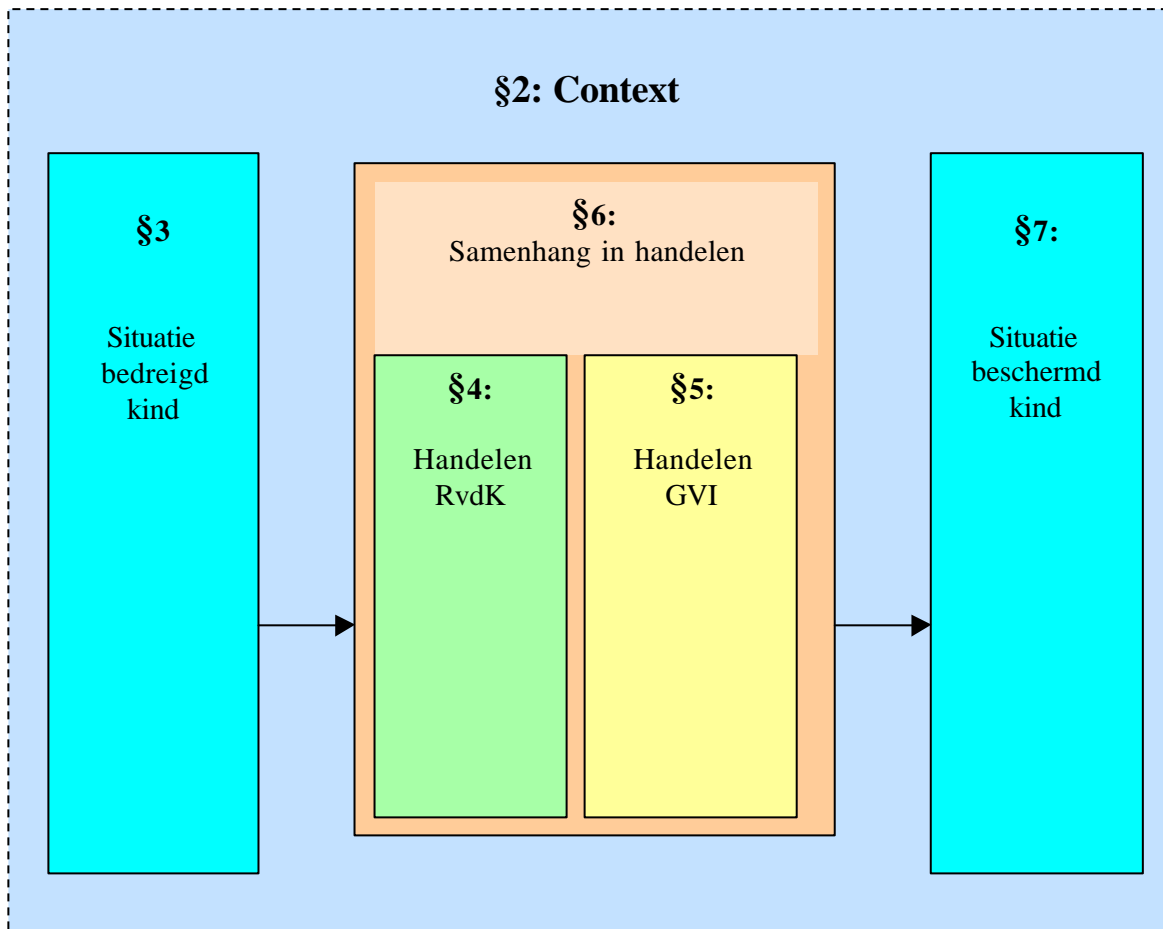 §2: Context
§3
Situatie
bedreigd
kind
§6:
Samenhang in handelen
§4:
Handelen
RvdK
§5:
Handelen
GVI
§7:
Situatie
beschermd
kind